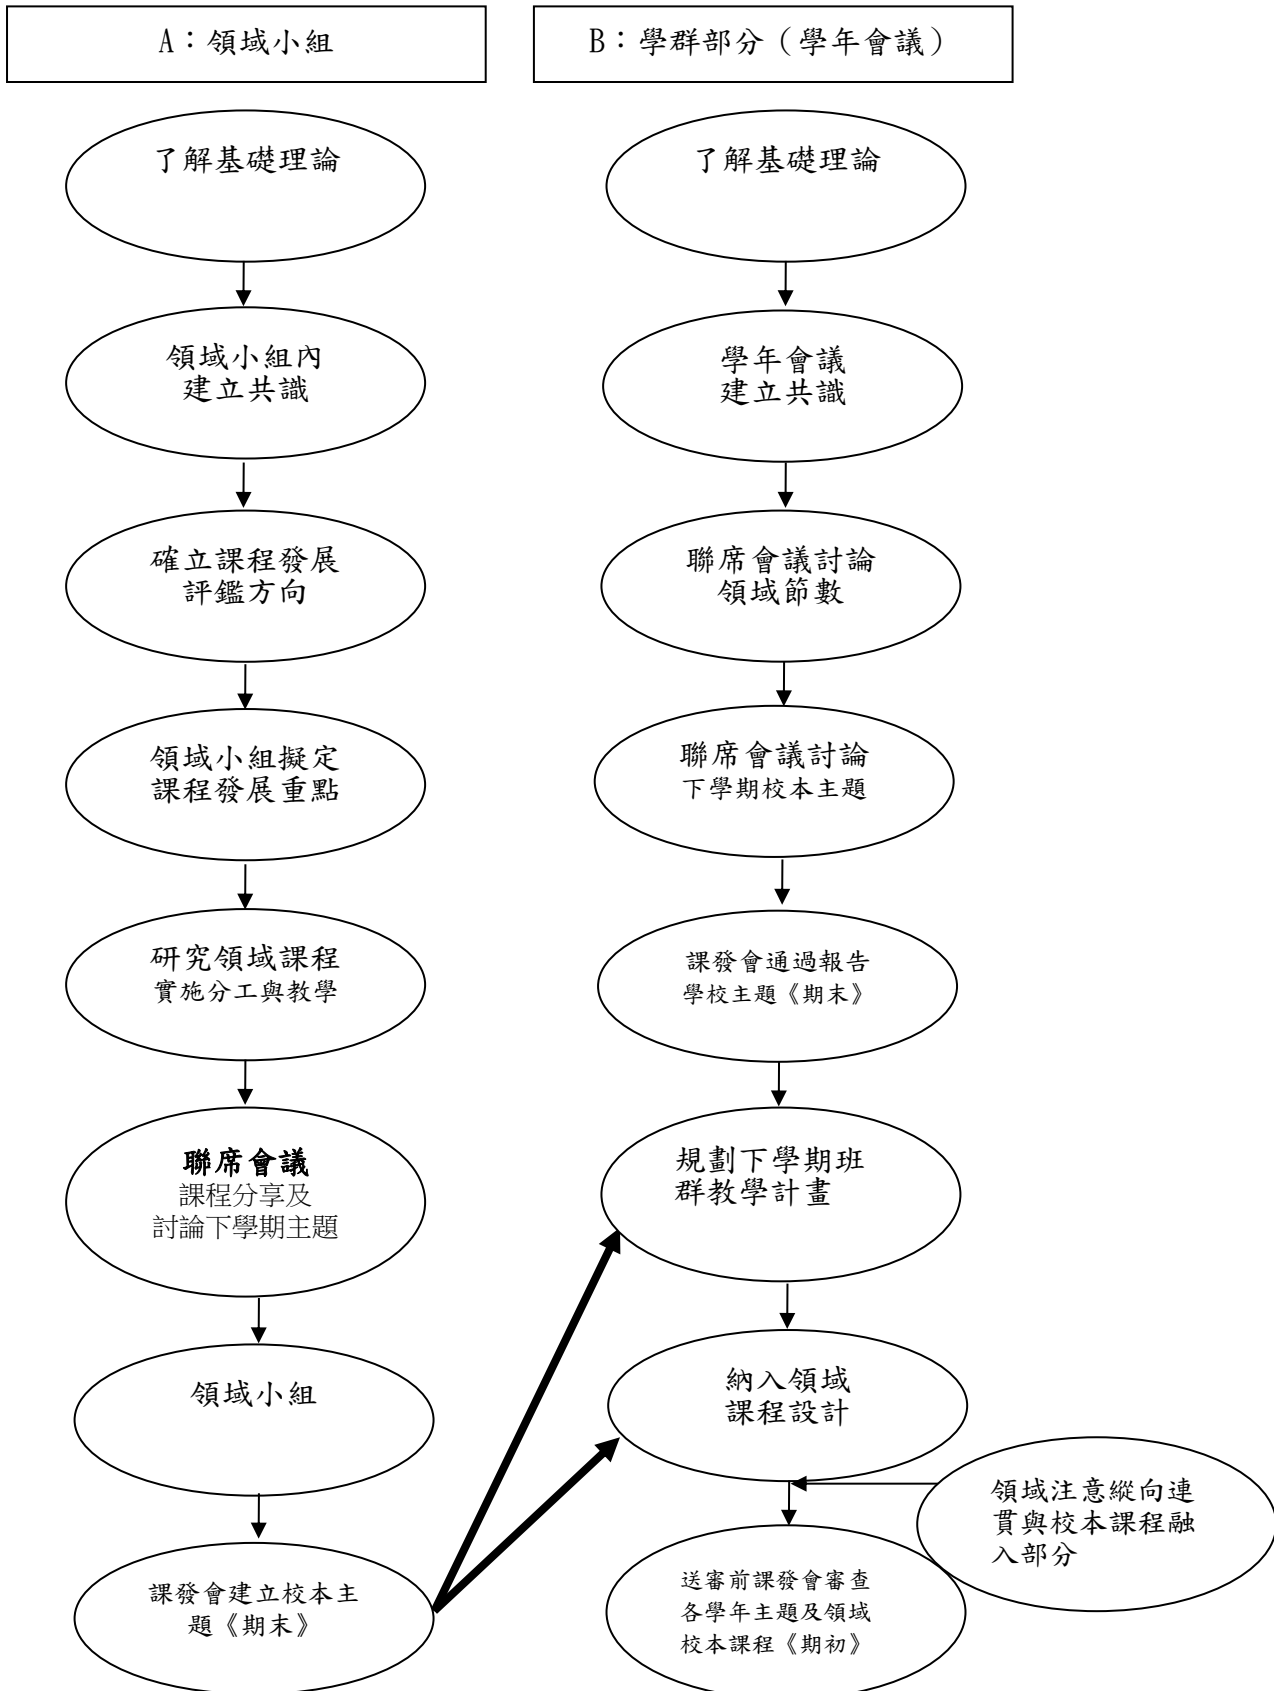 A：領域小組
了解基礎理論
領域小組內
建立共識
確立課程發展
評鑑方向
領域小組擬定
課程發展重點
研究領域課程
實施分工與教學
聯席會議
課程分享及
討論下學期主題
領域小組
課發會建立校本主
題《期末》
B：學群部分（學年會議）
了解基礎理論
學年會議
建立共識
聯席會議討論
領域節數
聯席會議討論
下學期校本主題
課發會通過報告
學校主題《期末》
規劃下學期班
群教學計畫
納入領域
課程設計
領域注意縱向連
貫與校本課程融
入部分
送審前課發會審查
各學年主題及領域
校本課程《期初》